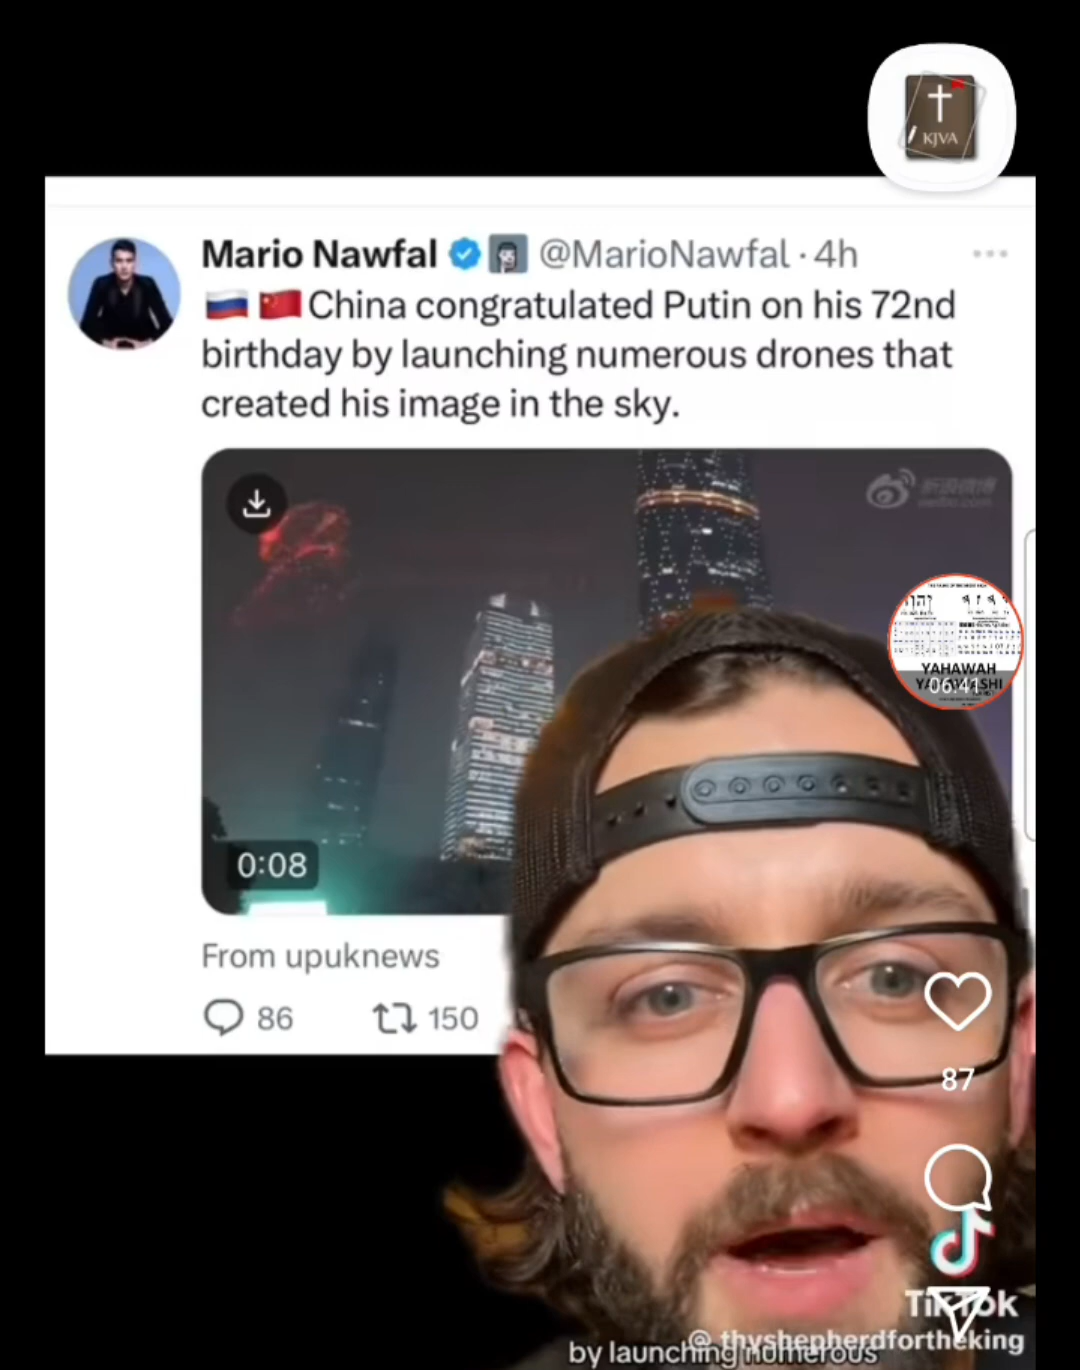 KJVA
Mario Nawfal @MarioNawfal · 4h
China congratulated Putin on his 72nd
birthday by launching numerous drones that
created his image in the sky.
YAHAWAH
06:41
0:08
From upuknews
86 150
87
TikTok
@thyshepherdfortheking
by launching numerous